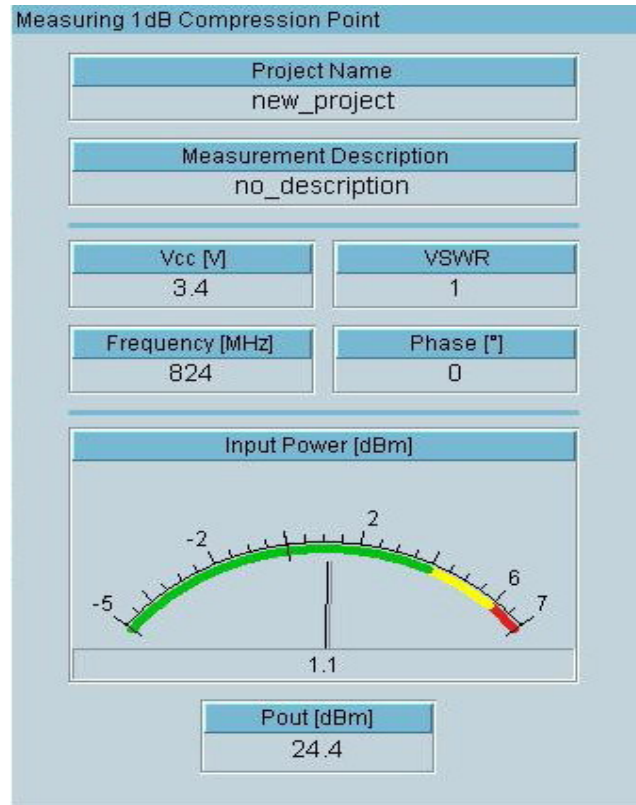 Measuring 1dB Compression Point
Project Name
new_project
Measurement Description
no_description
Vcc [V] VSWR
3.4 1
Frequency [MHz] Phase [°]
824 0
Input Power [dBm]
-5 -2 2 6 7
1.1
Pout [dBm]
24.4